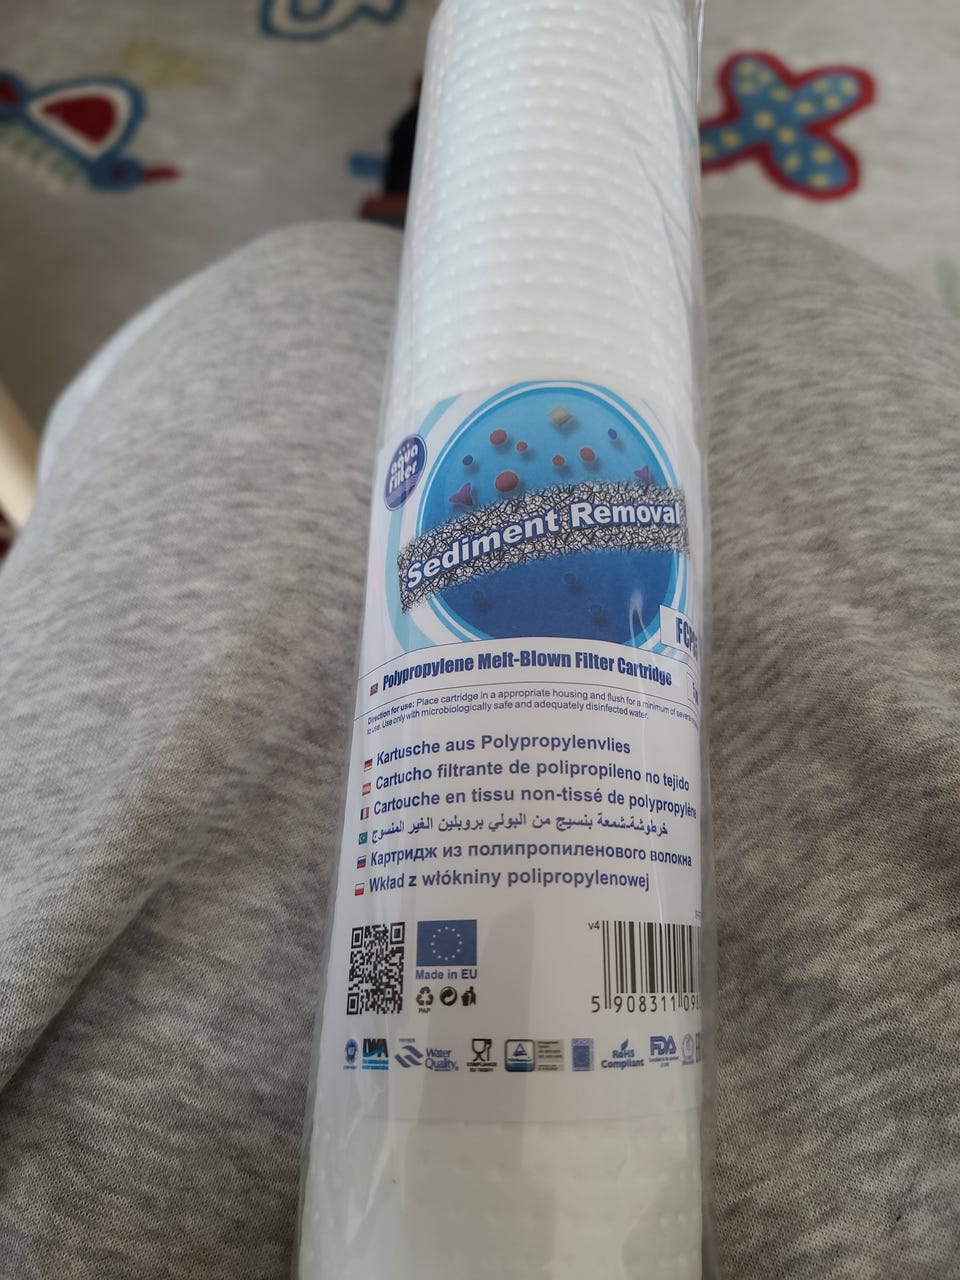 aqua
filter
Sediment Removal
Polypropylene Melt-Blown Filter Cartridge
Direction for use: Place cartridge in a appropriate housing and flush for a minimum of
to use. Use only with microbiologically safe and adequately disinfected water.
Kartusche aus Polypropylenvlies
Cartucho filtrante de polipropileno no tejido
Cartouche en tissu non-tissé de polypropylène
خرطوشة-شمعة بنسيج من البولي بروبلين الغير المنسوج
Картридж из полипропиленового волокна
Wkład z włókniny polipropylenowej
v4
Made in EU
PAP
5 908311
Water
Quality
RoHS
Compliant
FDA